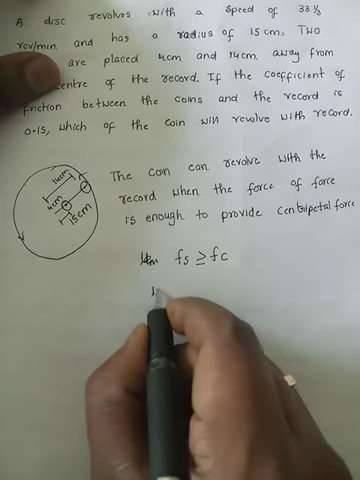 A disc revolves with a speed of 33 1/3
rev/min. and has a radius of 15cm, Two
are placed 4cm and 14cm away from
centre of the record. If the coefficient of
friction between the coins and the record is
0.15, which of the coin will revolve with record.
14cm
4cm
15cm
The coin can revolve with the
record when the force of force
is enough to provide centripetal force
fs ≥ fc